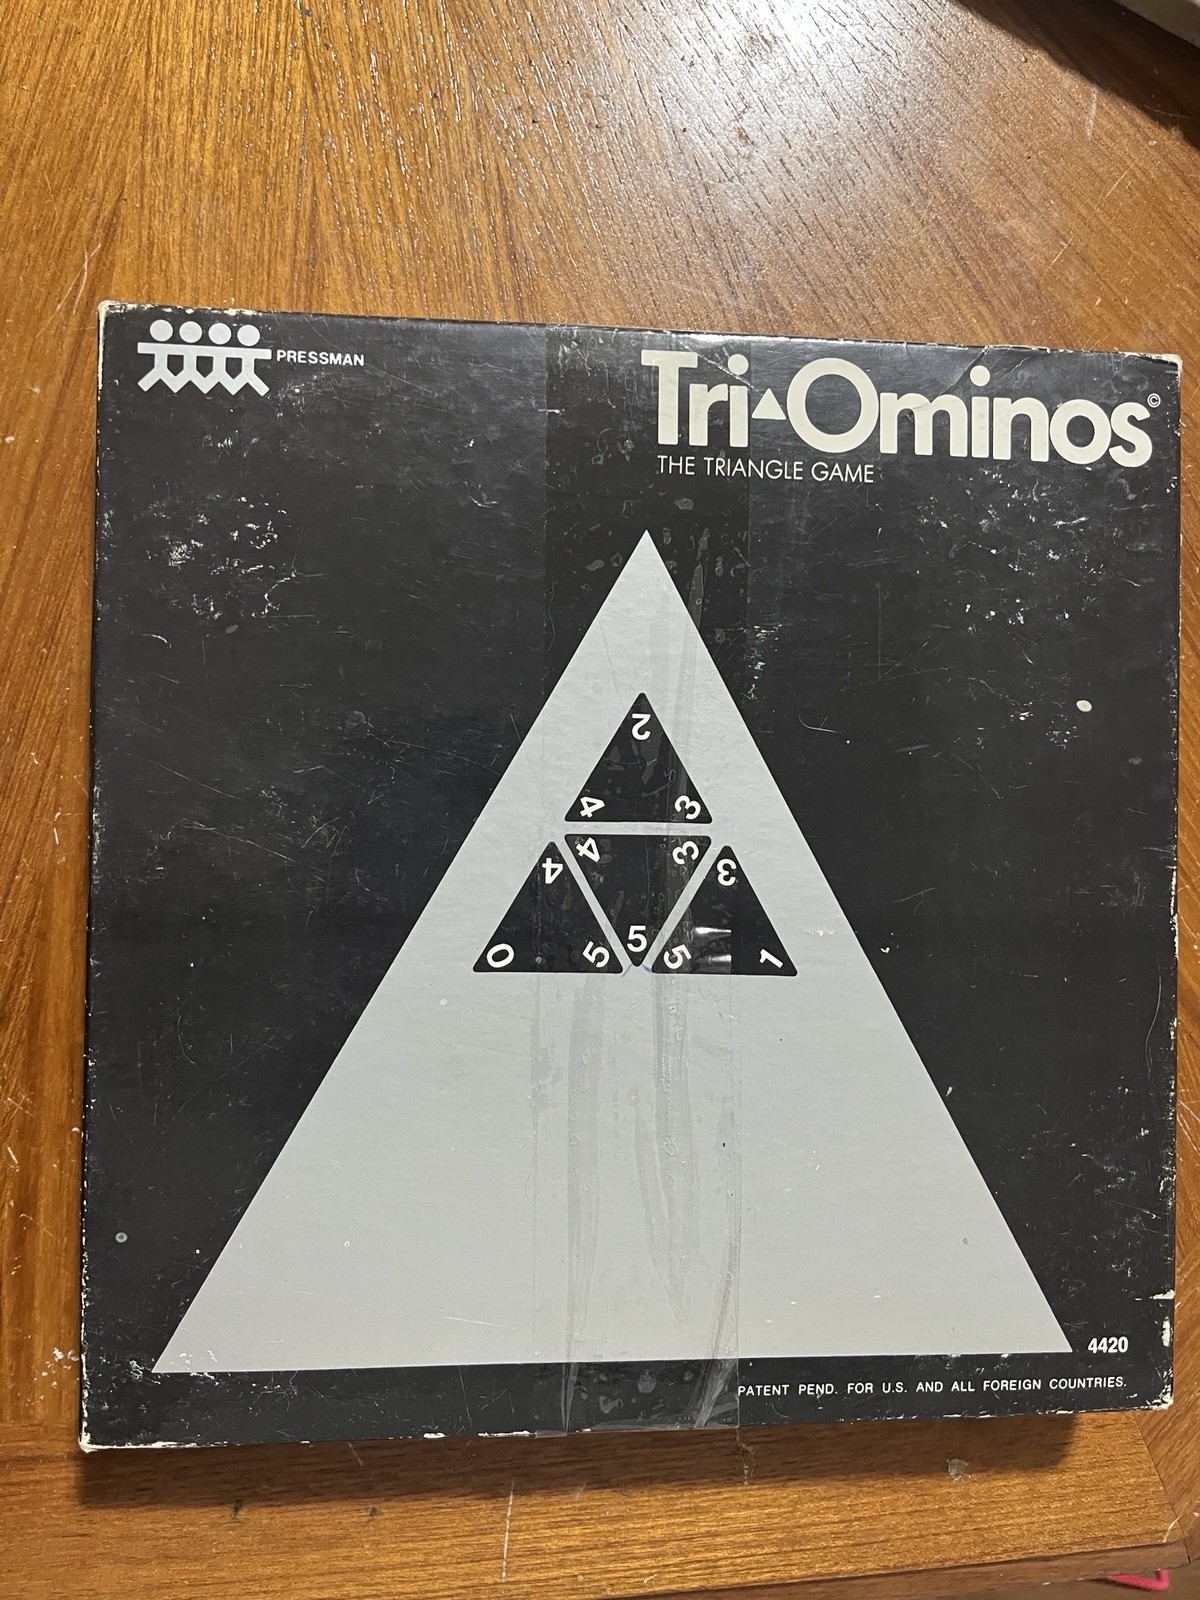 PRESSMAN
Tri▲Ominos©
THE TRIANGLE GAME
2
4 3
4 3
4 3
5
0 5 5 1
4420
PATENT PEND. FOR U.S. AND ALL FOREIGN COUNTRIES.